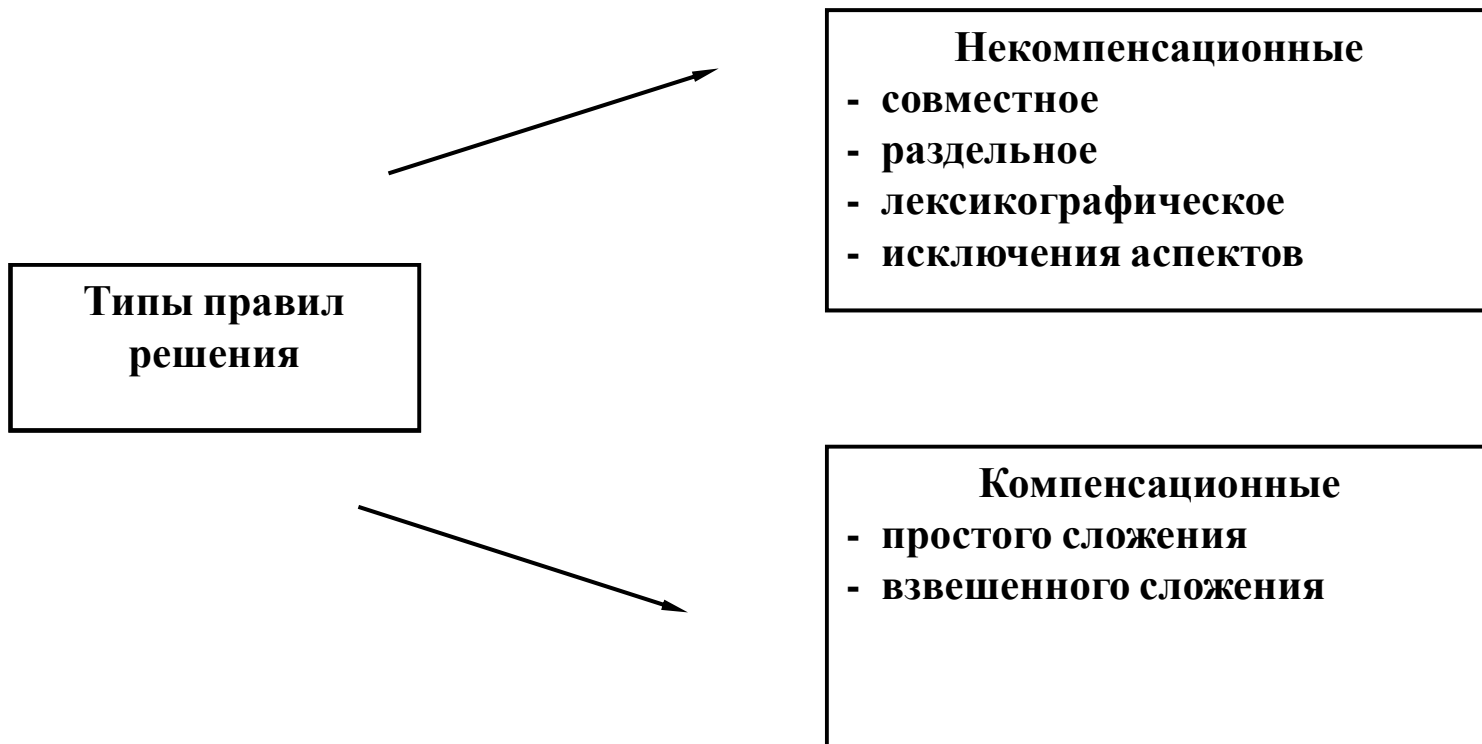 Некомпенсационные
- совместное
- раздельное
- лексикографическое
- исключения аспектов
Типы правил
решения
Компенсационные
- простого сложения
- взвешенного сложения